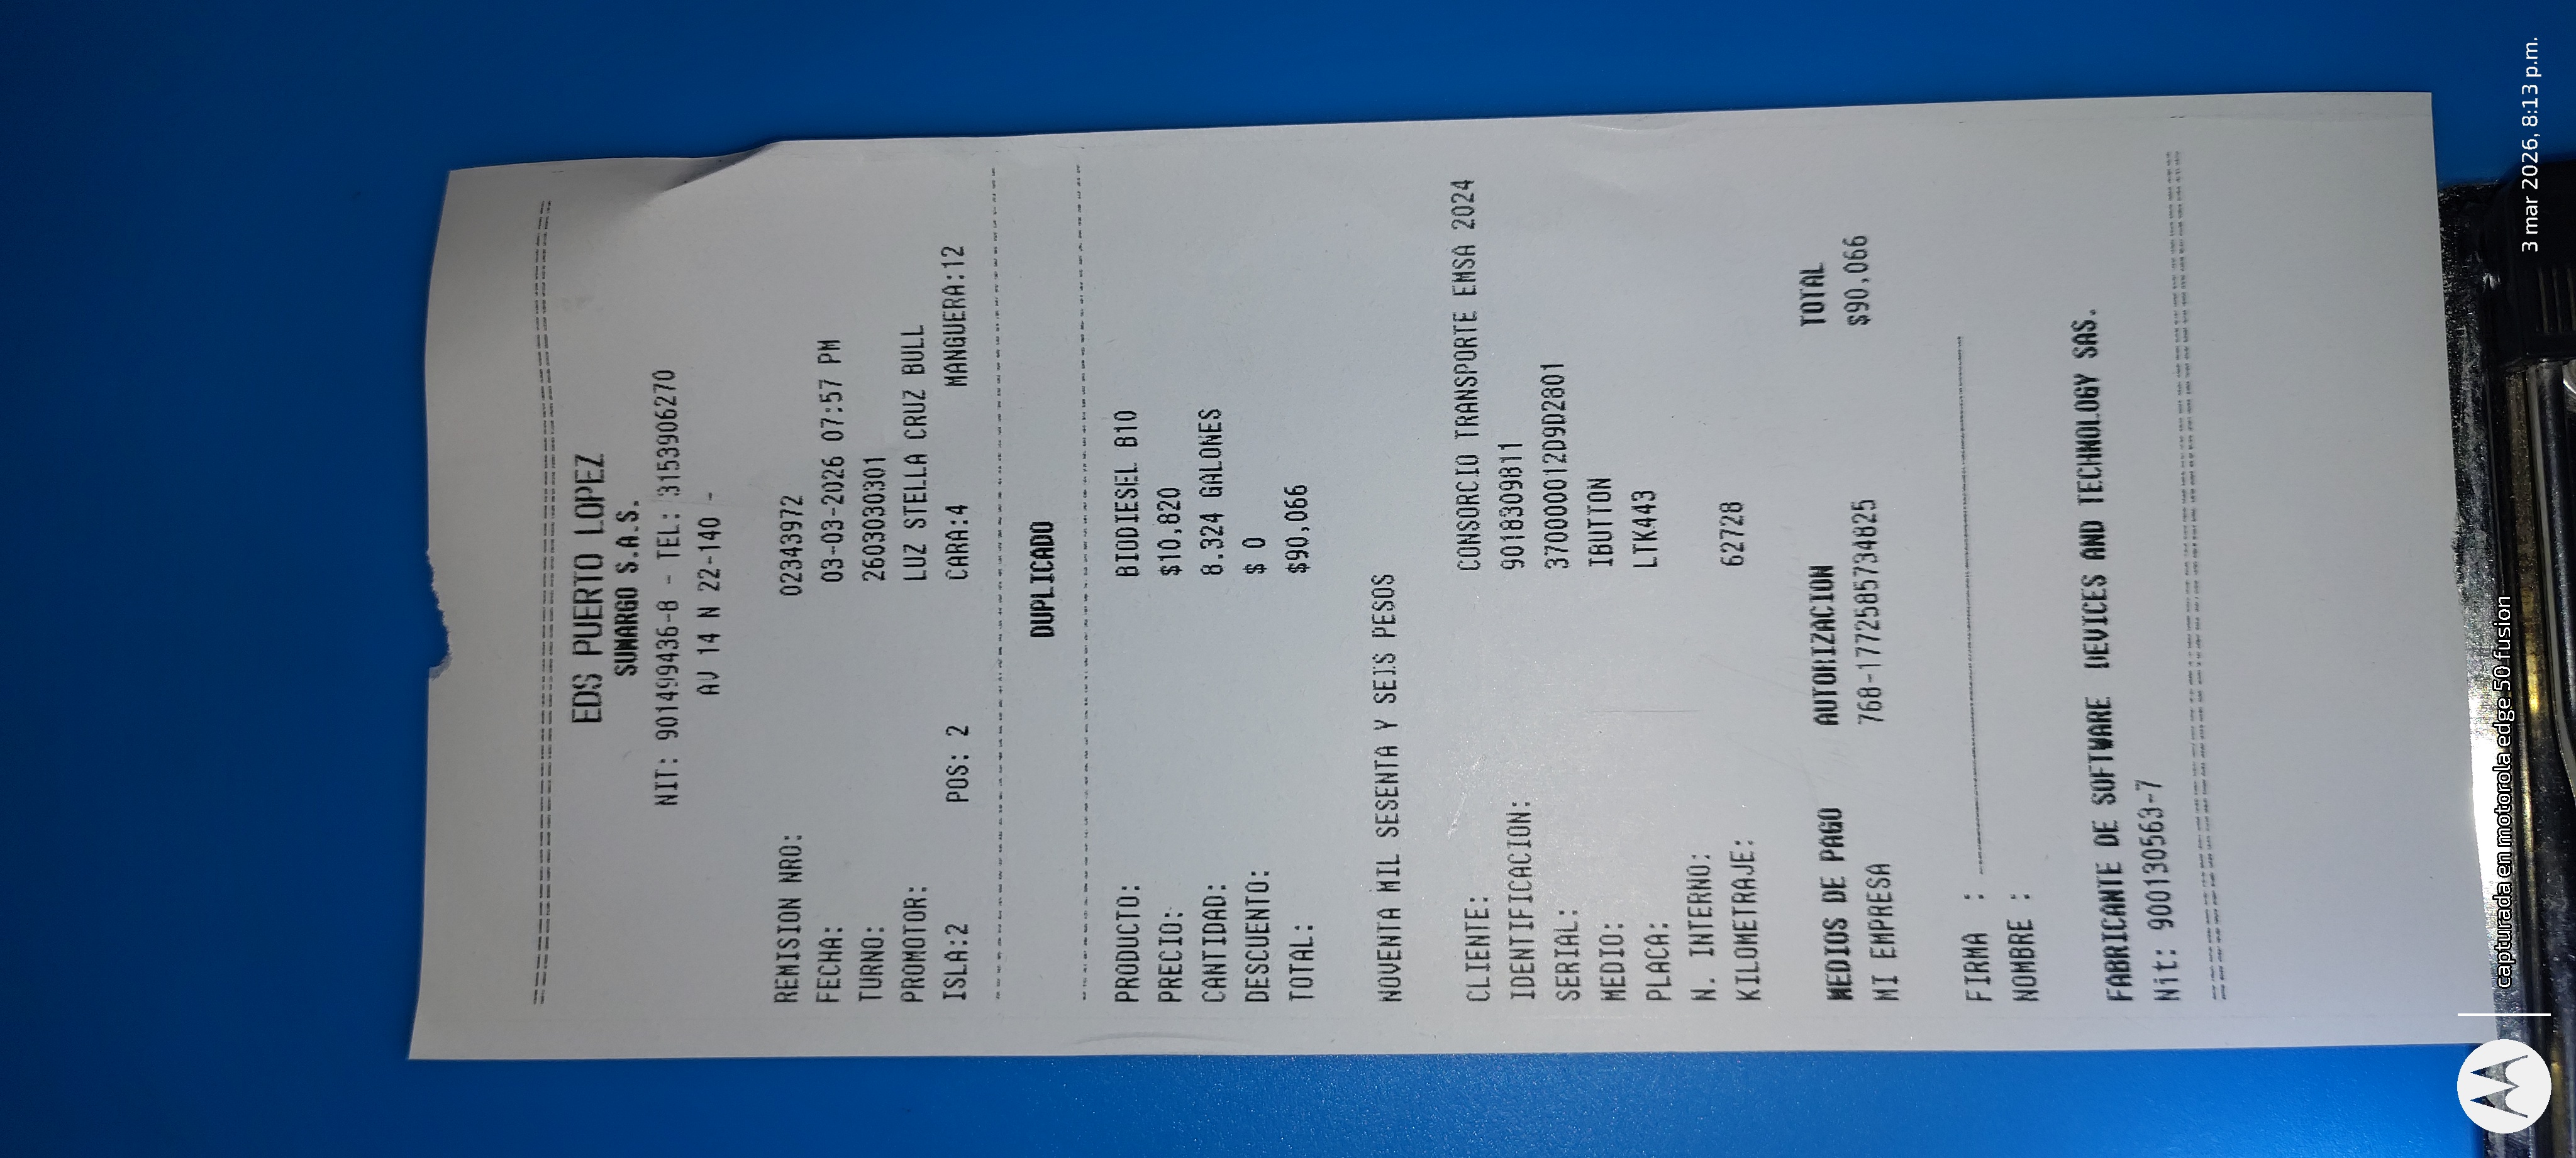 EDS PUERTO LOPEZ
SUMARGO S.A.S.
NIT: 901499436-8 - TEL: 3153906270
AV 14 N 22-140 -
REMISION NRO: 02343972
FECHA: 03-03-2026 07:57 PM
TURNO: 2603030301
PROMOTOR: LUZ STELLA CRUZ BULL
ISLA:2 POS: 2 CARA:4 MANGUERA:12
DUPLICADO
PRODUCTO: BIODIESEL B10
PRECIO: $10,820
CANTIDAD: 8.324 GALONES
DESCUENTO: $ 0
TOTAL: $90,066
NOVENTA MIL SESENTA Y SEIS PESOS
CLIENTE: CONSORCIO TRANSPORTE EMSA 2024
IDENTIFICACION: 9018309811
SERIAL: 370000012D9D2801
MEDIO: IBUTTON
PLACA: LTK443
N. INTERNO:
KILOMETRAJE: 62728
MEDIOS DE PAGO AUTORIZACION TOTAL
MI EMPRESA 768-1772585734825 $90,066
FIRMA :
NOMBRE :
FABRICANTE DE SOFTWARE DEVICES AND TECHNOLOGY SAS.
Nit: 900130563-7
capturada en motorola edge 50 fusion
3 mar 2026, 8:13 p.m.